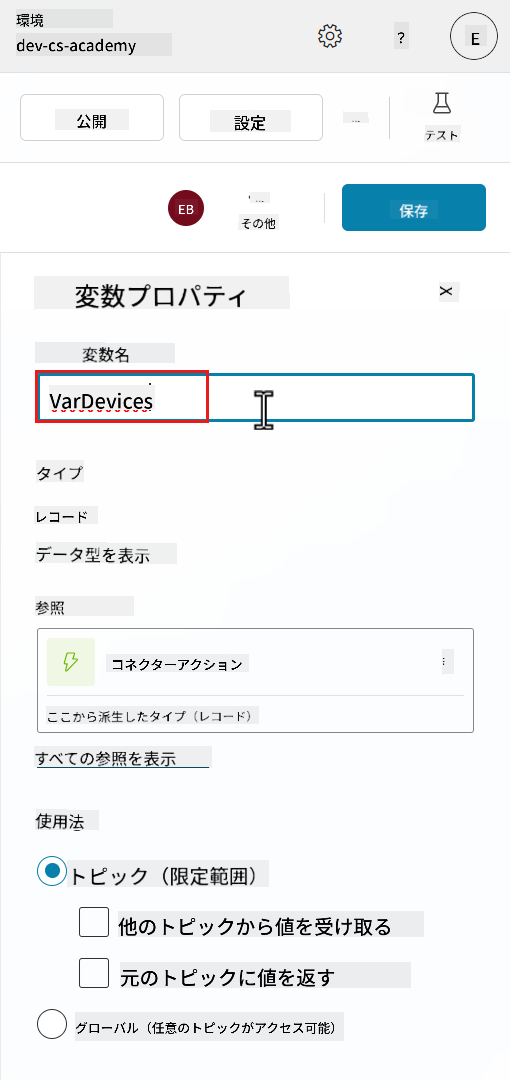 環境
dev-cs-academy
?
E
公開
設定
...
テスト
EB
...
その他
保存
変数プロパティ
変数名
VarDevices
タイプ
レコード
データ型を表示
参照
コネクターアクション
ここから派生したタイプ（レコード）
すべての参照を表示
使用法
トピック（限定範囲）
他のトピックから値を受け取る
元のトピックに値を返す
グローバル（任意のトピックがアクセス可能）